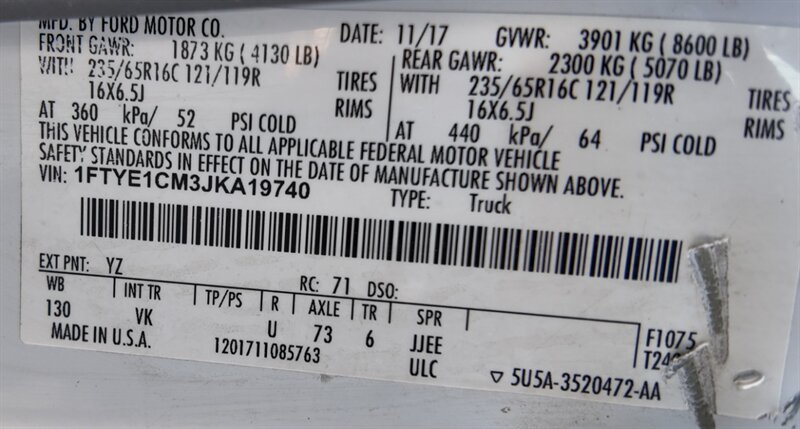 MFD. BY FORD MOTOR CO. DATE: 11/17 GVWR: 3901 KG ( 8600 LB)
FRONT GAWR: 1873 KG ( 4130 LB) REAR GAWR: 2300 KG ( 5070 LB)
WITH 235/65R16C 121/119R TIRES WITH 235/65R16C 121/119R TIRES
16X6.5J RIMS 16X6.5J RIMS
AT 360 kPa/ 52 PSI COLD AT 440 kPa/ 64 PSI COLD
THIS VEHICLE CONFORMS TO ALL APPLICABLE FEDERAL MOTOR VEHICLE
SAFETY STANDARDS IN EFFECT ON THE DATE OF MANUFACTURE SHOWN ABOVE.
VIN: 1FTYE1CM3JKA19740 TYPE: Truck
EXT PNT: YZ RC: 71 DSO:
WB INT TR TP/PS R AXLE TR SPR
130 VK U 73 6 JJEE F1075
MADE IN U.S.A. 1201711085763 ULC
▽ 5U5A-3520472-AA